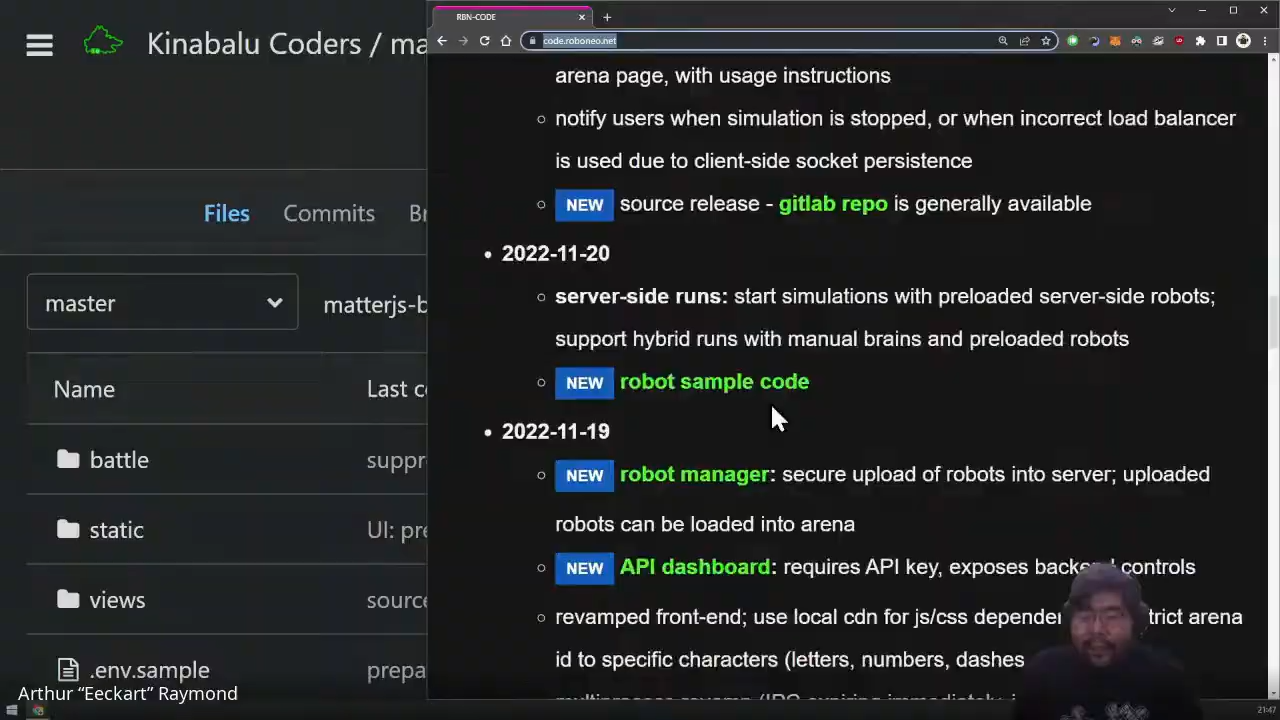 RBN-CODE
code.roboneo.net
Kinabalu Coders / ma
Files
Commits
Br
master
matterjs-b
Name
Last c
battle
suppr
static
UI: pre
views
source
.env.sample
prepa
Arthur “Eeckart” Raymond
arena page, with usage instructions
notify users when simulation is stopped, or when incorrect load balancer
is used due to client-side socket persistence
NEW source release - gitlab repo is generally available
2022-11-20
server-side runs: start simulations with preloaded server-side robots;
support hybrid runs with manual brains and preloaded robots
NEW robot sample code
2022-11-19
NEW robot manager: secure upload of robots into server; uploaded
robots can be loaded into arena
NEW API dashboard: requires API key, exposes backend controls
revamped front-end; use local cdn for js/css depende trict arena
id to specific characters (letters, numbers, dashes
21:47